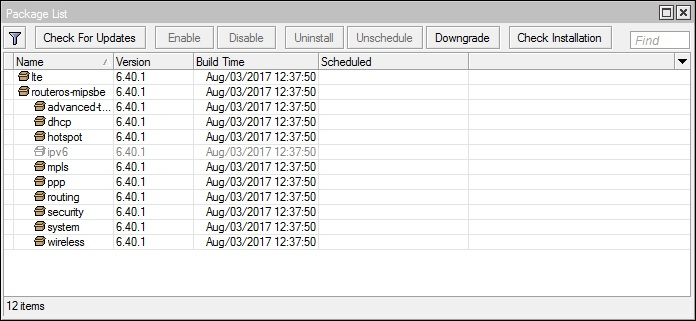 Package List
Check For Updates Enable Disable Uninstall Unschedule Downgrade Check Installation Find
Name / Version Build Time Scheduled
lte 6.40.1 Aug/03/2017 12:37:50
routeros-mipsbe 6.40.1 Aug/03/2017 12:37:50
advanced-t... 6.40.1 Aug/03/2017 12:37:50
dhcp 6.40.1 Aug/03/2017 12:37:50
hotspot 6.40.1 Aug/03/2017 12:37:50
ipv6 6.40.1 Aug/03/2017 12:37:50
mpls 6.40.1 Aug/03/2017 12:37:50
ppp 6.40.1 Aug/03/2017 12:37:50
routing 6.40.1 Aug/03/2017 12:37:50
security 6.40.1 Aug/03/2017 12:37:50
system 6.40.1 Aug/03/2017 12:37:50
wireless 6.40.1 Aug/03/2017 12:37:50
12 items